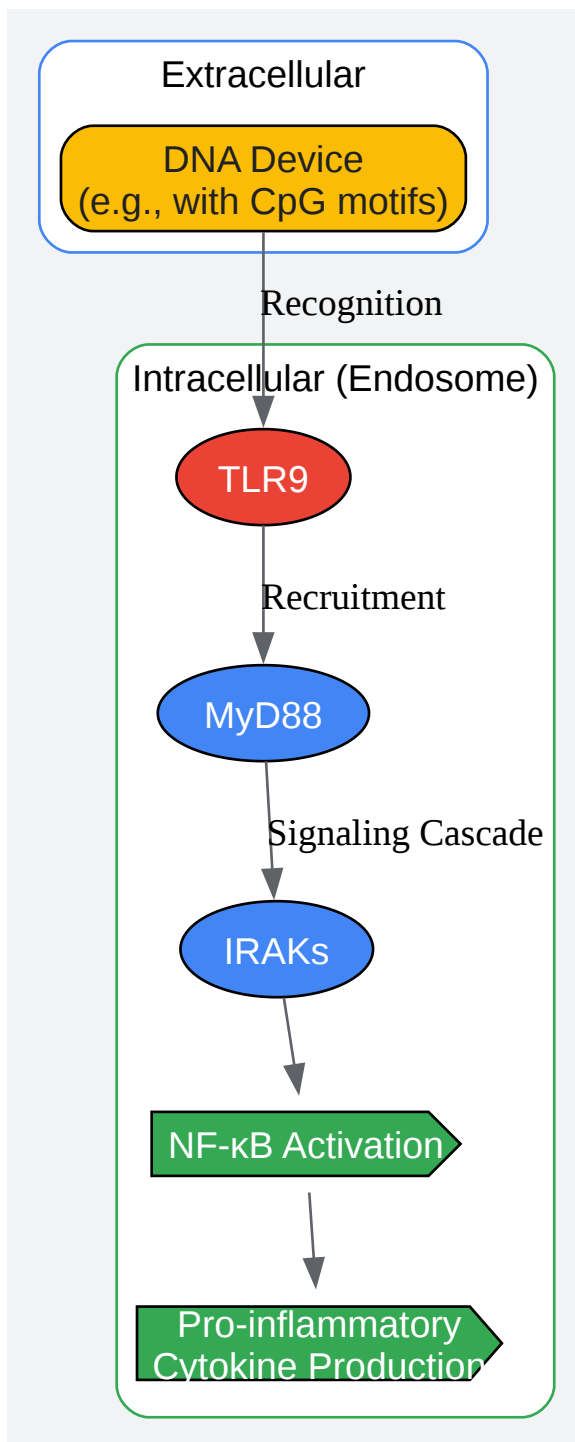 Extracellular
DNA Device
(e.g., with CpG motifs)
Recognition
Intracellular (Endosome)
TLR9
Recruitment
MyD88
Signaling Cascade
IRAKs
NF-κB Activation
Pro-inflammatory
Cytokine Production